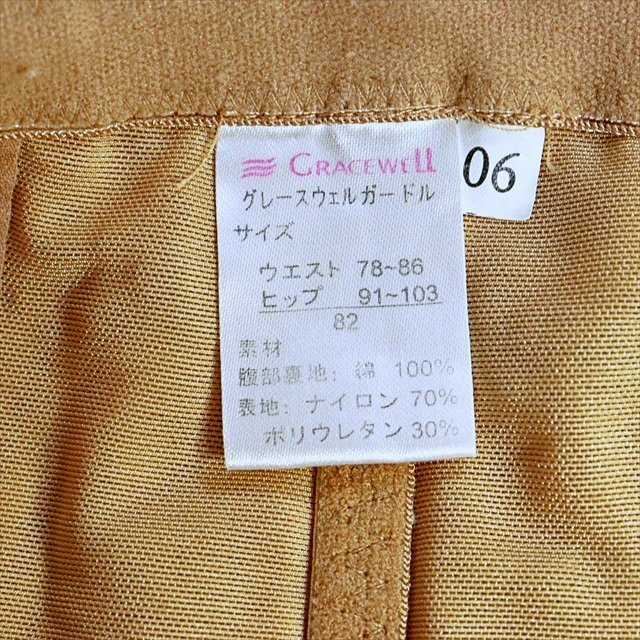 GRACEWELL
グレースウェルガードル
サイズ
ウエスト 78~86
ヒップ 91~103
82
素材
腹部裏地: 綿 100%
表地: ナイロン 70%
ポリウレタン 30%
06